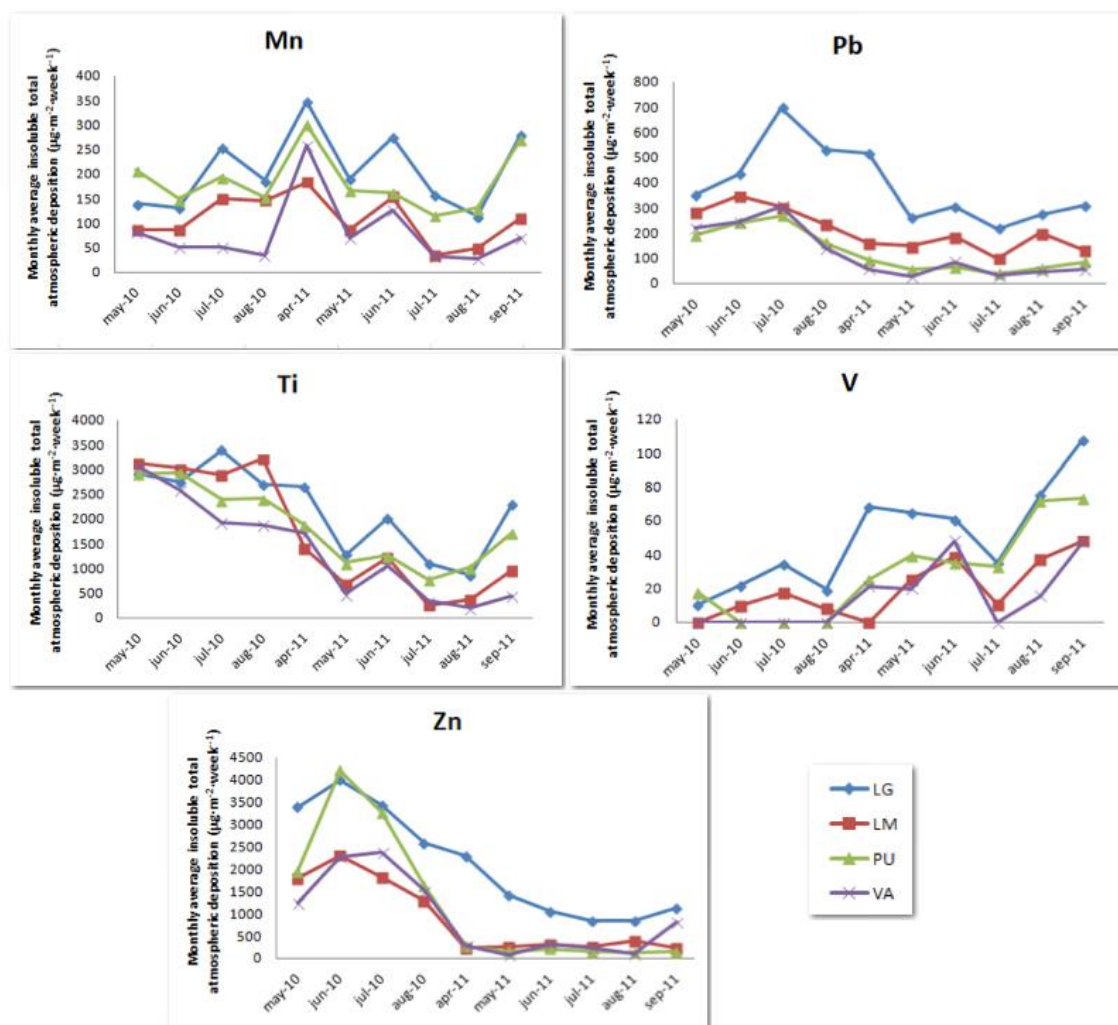 Mn
Monthly average insoluble total
atmospheric deposition (µg·m⁻²·week⁻¹)
400
350
300
250
200
150
100
50
0
may-10
jun-10
jul-10
aug-10
apr-11
may-11
jun-11
jul-11
aug-11
sep-11
Pb
Monthly average insoluble total
atmospheric deposition (µg·m⁻²·week⁻¹)
800
700
600
500
400
300
200
100
0
may-10
jun-10
jul-10
aug-10
apr-11
may-11
jun-11
jul-11
aug-11
sep-11
Ti
Monthly average insoluble total
atmospheric deposition (µg·m⁻²·week⁻¹)
4000
3500
3000
2500
2000
1500
1000
500
0
may-10
jun-10
jul-10
aug-10
apr-11
may-11
jun-11
jul-11
aug-11
sep-11
V
Monthly average insoluble total
atmospheric deposition (µg·m⁻²·week⁻¹)
120
100
80
60
40
20
0
may-10
jun-10
jul-10
aug-10
apr-11
may-11
jun-11
jul-11
aug-11
sep-11
Zn
Monthly average insoluble total
atmospheric deposition (µg·m⁻²·week⁻¹)
4500
4000
3500
3000
2500
2000
1500
1000
500
0
may-10
jun-10
jul-10
aug-10
apr-11
may-11
jun-11
jul-11
aug-11
sep-11
LG
LM
PU
VA